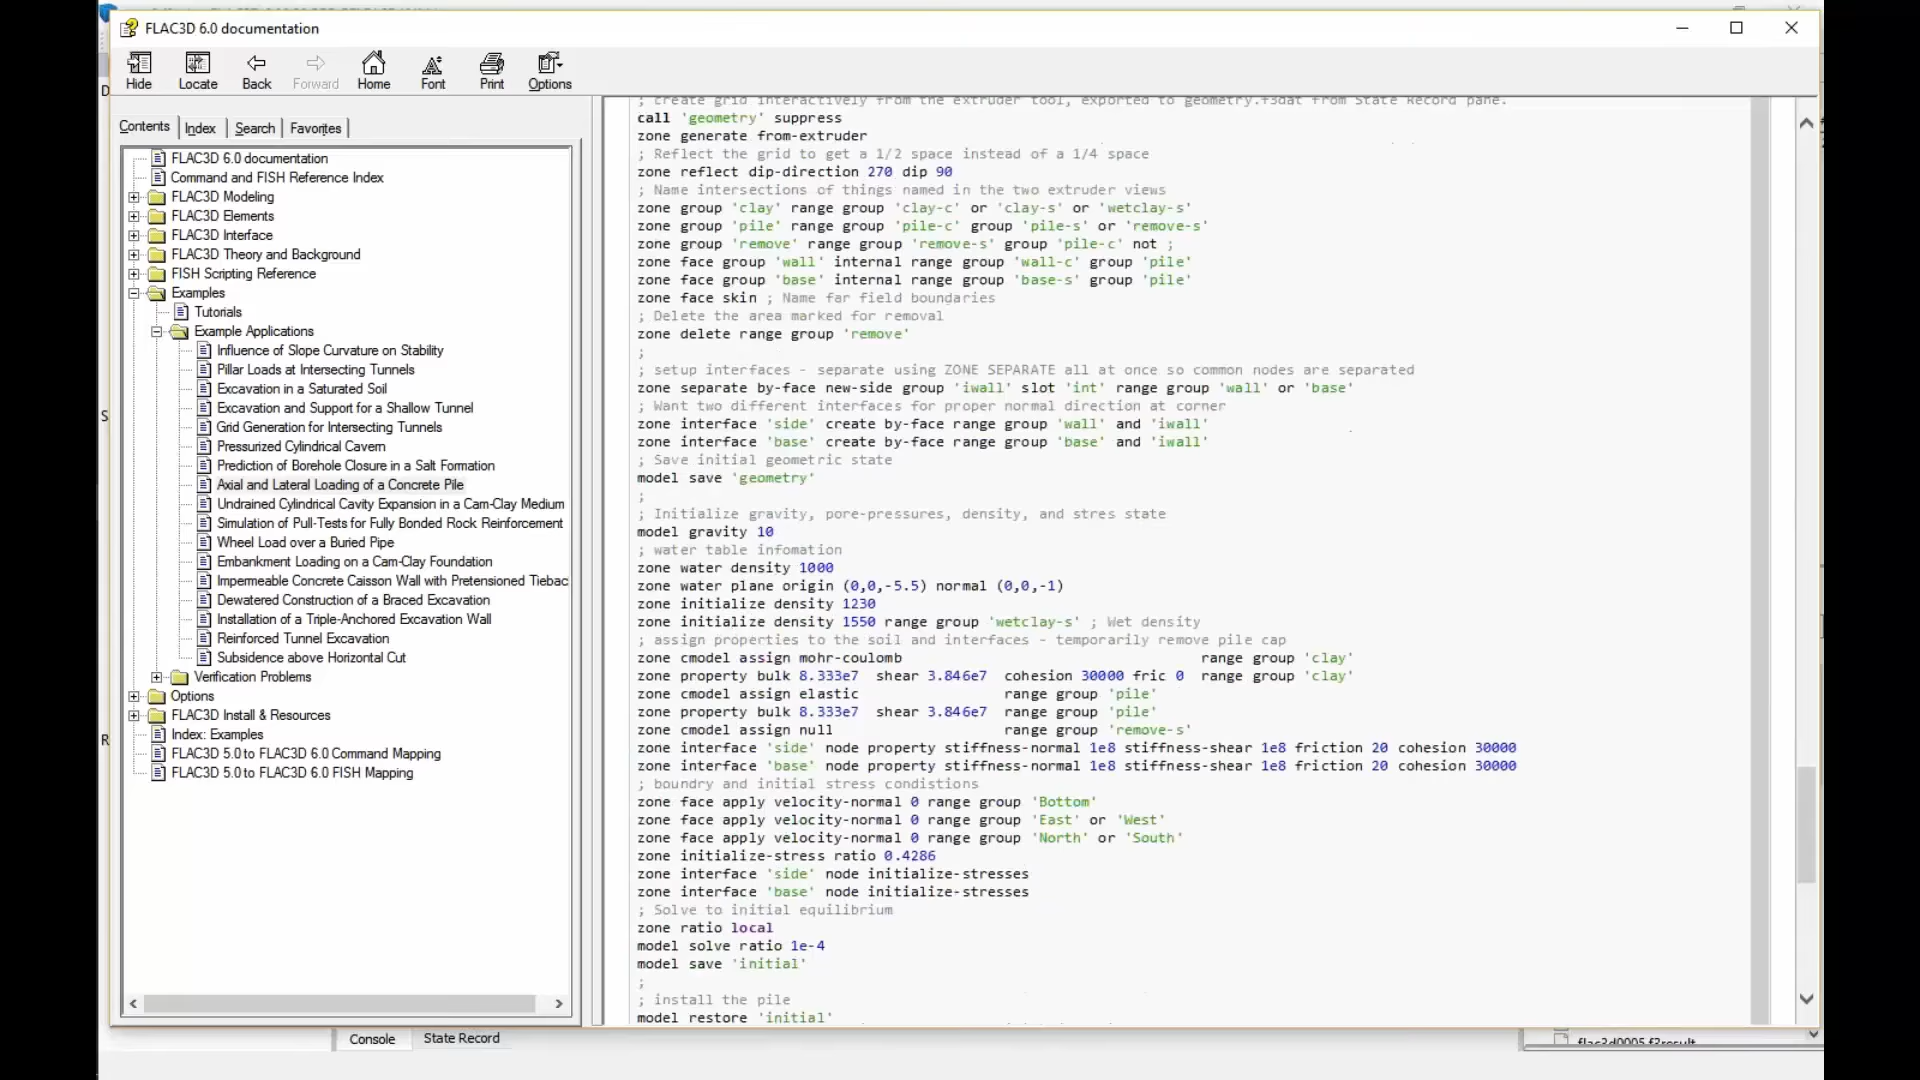 FLAC3D 6.0 documentation
Hide Locate Back Forward Home Font Print Options
Contents Index Search Favorites
FLAC3D 6.0 documentation
Command and FISH Reference Index
FLAC3D Modeling
FLAC3D Elements
FLAC3D Interface
FLAC3D Theory and Background
FISH Scripting Reference
Examples
Tutorials
Example Applications
Influence of Slope Curvature on Stability
Pillar Loads at Intersecting Tunnels
Excavation in a Saturated Soil
Excavation and Support for a Shallow Tunnel
Grid Generation for Intersecting Tunnels
Pressurized Cylindrical Cavern
Prediction of Borehole Closure in a Salt Formation
Axial and Lateral Loading of a Concrete Pile
Undrained Cylindrical Cavity Expansion in a Cam-Clay Medium
Simulation of Pull-Tests for Fully Bonded Rock Reinforcement
Wheel Load over a Buried Pipe
Embankment Loading on a Cam-Clay Foundation
Impermeable Concrete Caisson Wall with Pretensioned Tiebac
Dewatered Construction of a Braced Excavation
Installation of a Triple-Anchored Excavation Wall
Reinforced Tunnel Excavation
Subsidence above Horizontal Cut
Verification Problems
Options
FLAC3D Install & Resources
Index: Examples
FLAC3D 5.0 to FLAC3D 6.0 Command Mapping
FLAC3D 5.0 to FLAC3D 6.0 FISH Mapping
; create grid interactively from the extruder tool, exported to geometry.f3dat from State Record pane.
call 'geometry' suppress
zone generate from-extruder
; Reflect the grid to get a 1/2 space instead of a 1/4 space
zone reflect dip-direction 270 dip 90
; Name intersections of things named in the two extruder views
zone group 'clay' range group 'clay-c' or 'clay-s' or 'wetclay-s'
zone group 'pile' range group 'pile-c' group 'pile-s' or 'remove-s'
zone group 'remove' range group 'remove-s' group 'pile-c' not ;
zone face group 'wall' internal range group 'wall-c' group 'pile'
zone face group 'base' internal range group 'base-s' group 'pile'
zone face skin ; Name far field boundaries
; Delete the area marked for removal
zone delete range group 'remove'
;
; setup interfaces - separate using ZONE SEPARATE all at once so common nodes are separated
zone separate by-face new-side group 'iwall' slot 'int' range group 'wall' or 'base'
; Want two different interfaces for proper normal direction at corner
zone interface 'side' create by-face range group 'wall' and 'iwall'
zone interface 'base' create by-face range group 'base' and 'iwall'
; Save initial geometric state
model save 'geometry'
;
; Initialize gravity, pore-pressures, density, and stres state
model gravity 10
; water table infomation
zone water density 1000
zone water plane origin (0,0,-5.5) normal (0,0,-1)
zone initialize density 1230
zone initialize density 1550 range group 'wetclay-s' ; Wet density
; assign properties to the soil and interfaces - temporarily remove pile cap
zone cmodel assign mohr-coulomb range group 'clay'
zone property bulk 8.333e7 shear 3.846e7 cohesion 30000 fric 0 range group 'clay'
zone cmodel assign elastic range group 'pile'
zone property bulk 8.333e7 shear 3.846e7 range group 'pile'
zone cmodel assign null range group 'remove-s'
zone interface 'side' node property stiffness-normal 1e8 stiffness-shear 1e8 friction 20 cohesion 30000
zone interface 'base' node property stiffness-normal 1e8 stiffness-shear 1e8 friction 20 cohesion 30000
; boundry and initial stress condistions
zone face apply velocity-normal 0 range group 'Bottom'
zone face apply velocity-normal 0 range group 'East' or 'West'
zone face apply velocity-normal 0 range group 'North' or 'South'
zone initialize-stress ratio 0.4286
zone interface 'side' node initialize-stresses
zone interface 'base' node initialize-stresses
; Solve to initial equilibrium
zone ratio local
model solve ratio 1e-4
model save 'initial'
;
; install the pile
model restore 'initial'
Console State Record
flac3d0005.f3result